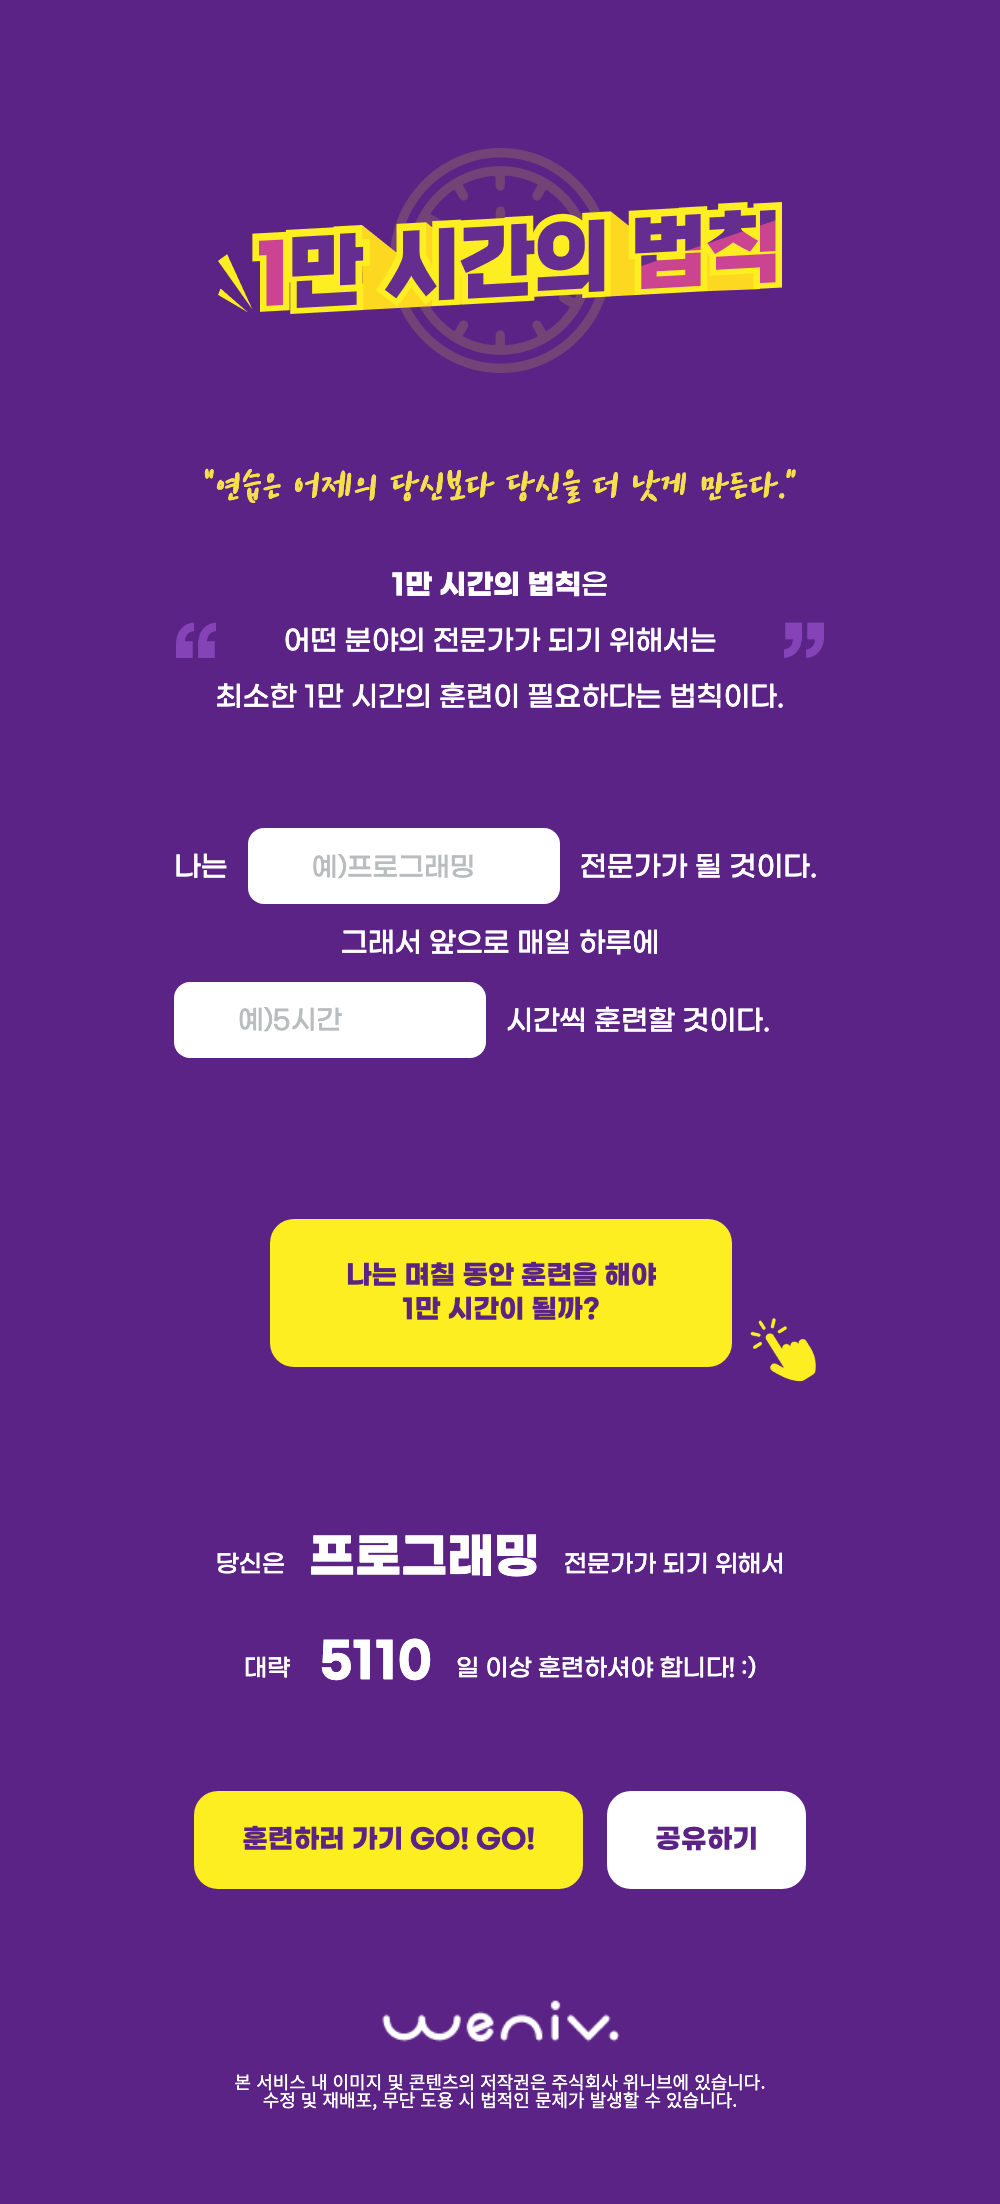 1만 시간의 법칙
"연습은 어제의 당신보다 당신을 더 낫게 만든다."
1만 시간의 법칙은
“ 어떤 분야의 전문가가 되기 위해서는 ”
최소한 1만 시간의 훈련이 필요하다는 법칙이다.
나는 예)프로그래밍 전문가가 될 것이다.
그래서 앞으로 매일 하루에
예)5시간 시간씩 훈련할 것이다.
나는 며칠 동안 훈련을 해야
1만 시간이 될까?
당신은 프로그래밍 전문가가 되기 위해서
대략 5110 일 이상 훈련하셔야 합니다! :)
훈련하러 가기 GO! GO! 공유하기
weniv.
본 서비스 내 이미지 및 콘텐츠의 저작권은 주식회사 위니브에 있습니다.
수정 및 재배포, 무단 도용 시 법적인 문제가 발생할 수 있습니다.